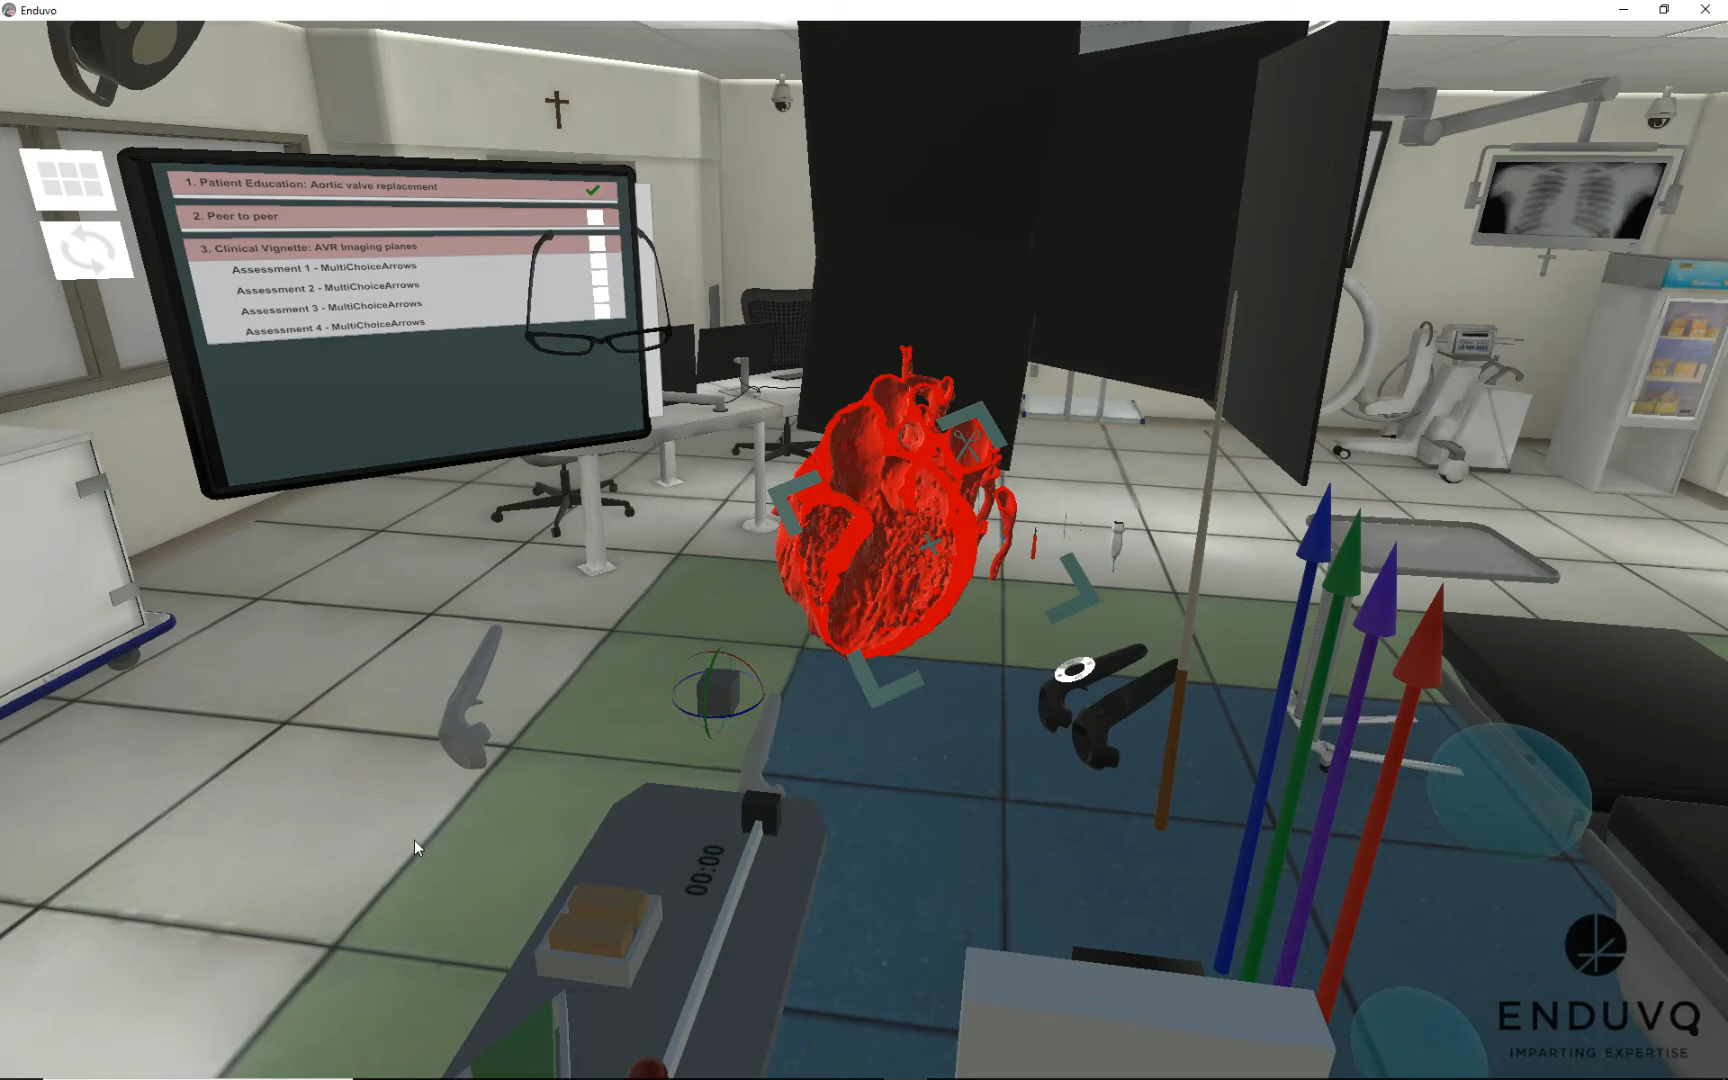 Enduvo
1. Patient Education: Aortic valve replacement
2. Peer to peer
3. Clinical Vignette: AVR Imaging planes
Assessment 1 - MultiChoiceArrows
Assessment 2 - MultiChoiceArrows
Assessment 3 - MultiChoiceArrows
Assessment 4 - MultiChoiceArrows
00:00
ENDUVO
IMPARTING EXPERTISE